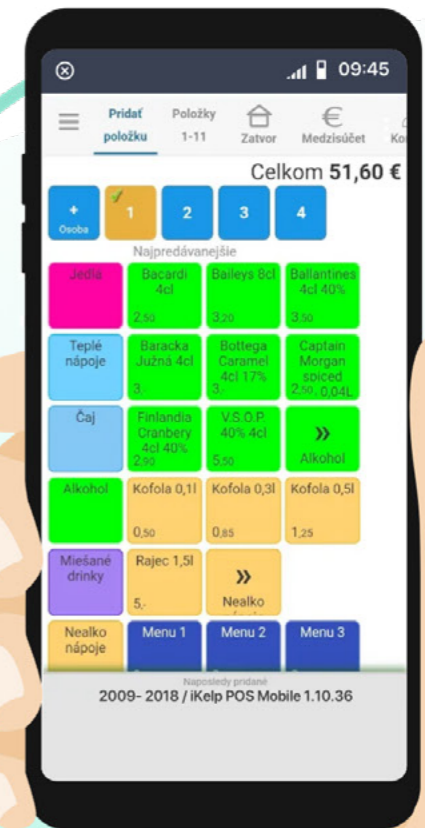 09:45
Pridať položku
Položky 1-11
Zatvor
Medzisúčet
Celkom 51,60 €
+ Osoba
1
2
3
4
Najpredávanejšie
Jedla
Bacardi 4cl
2,50
Baileys 8cl
3,20
Ballantines 4cl 40%
3,50
Teplé nápoje
Baracka Južná 4cl
3,-
Bottega Caramel 4cl 17%
3,-
Captain Morgan spiced
2,50, 0,04L
Čaj
Finlandia Cranbery 4cl 40%
2,90
V.S.O.P. 40% 4cl
5,50
»
Alkohol
Alkohol
Kofola 0,1l
0,50
Kofola 0,3l
0,85
Kofola 0,5l
1,25
Miešané drinky
Rajec 1,5l
5,-
»
Nealko
Nealko nápoje
Menu 1
Menu 2
Menu 3
Naposledy pridané
2009- 2018 / iKelp POS Mobile 1.10.36